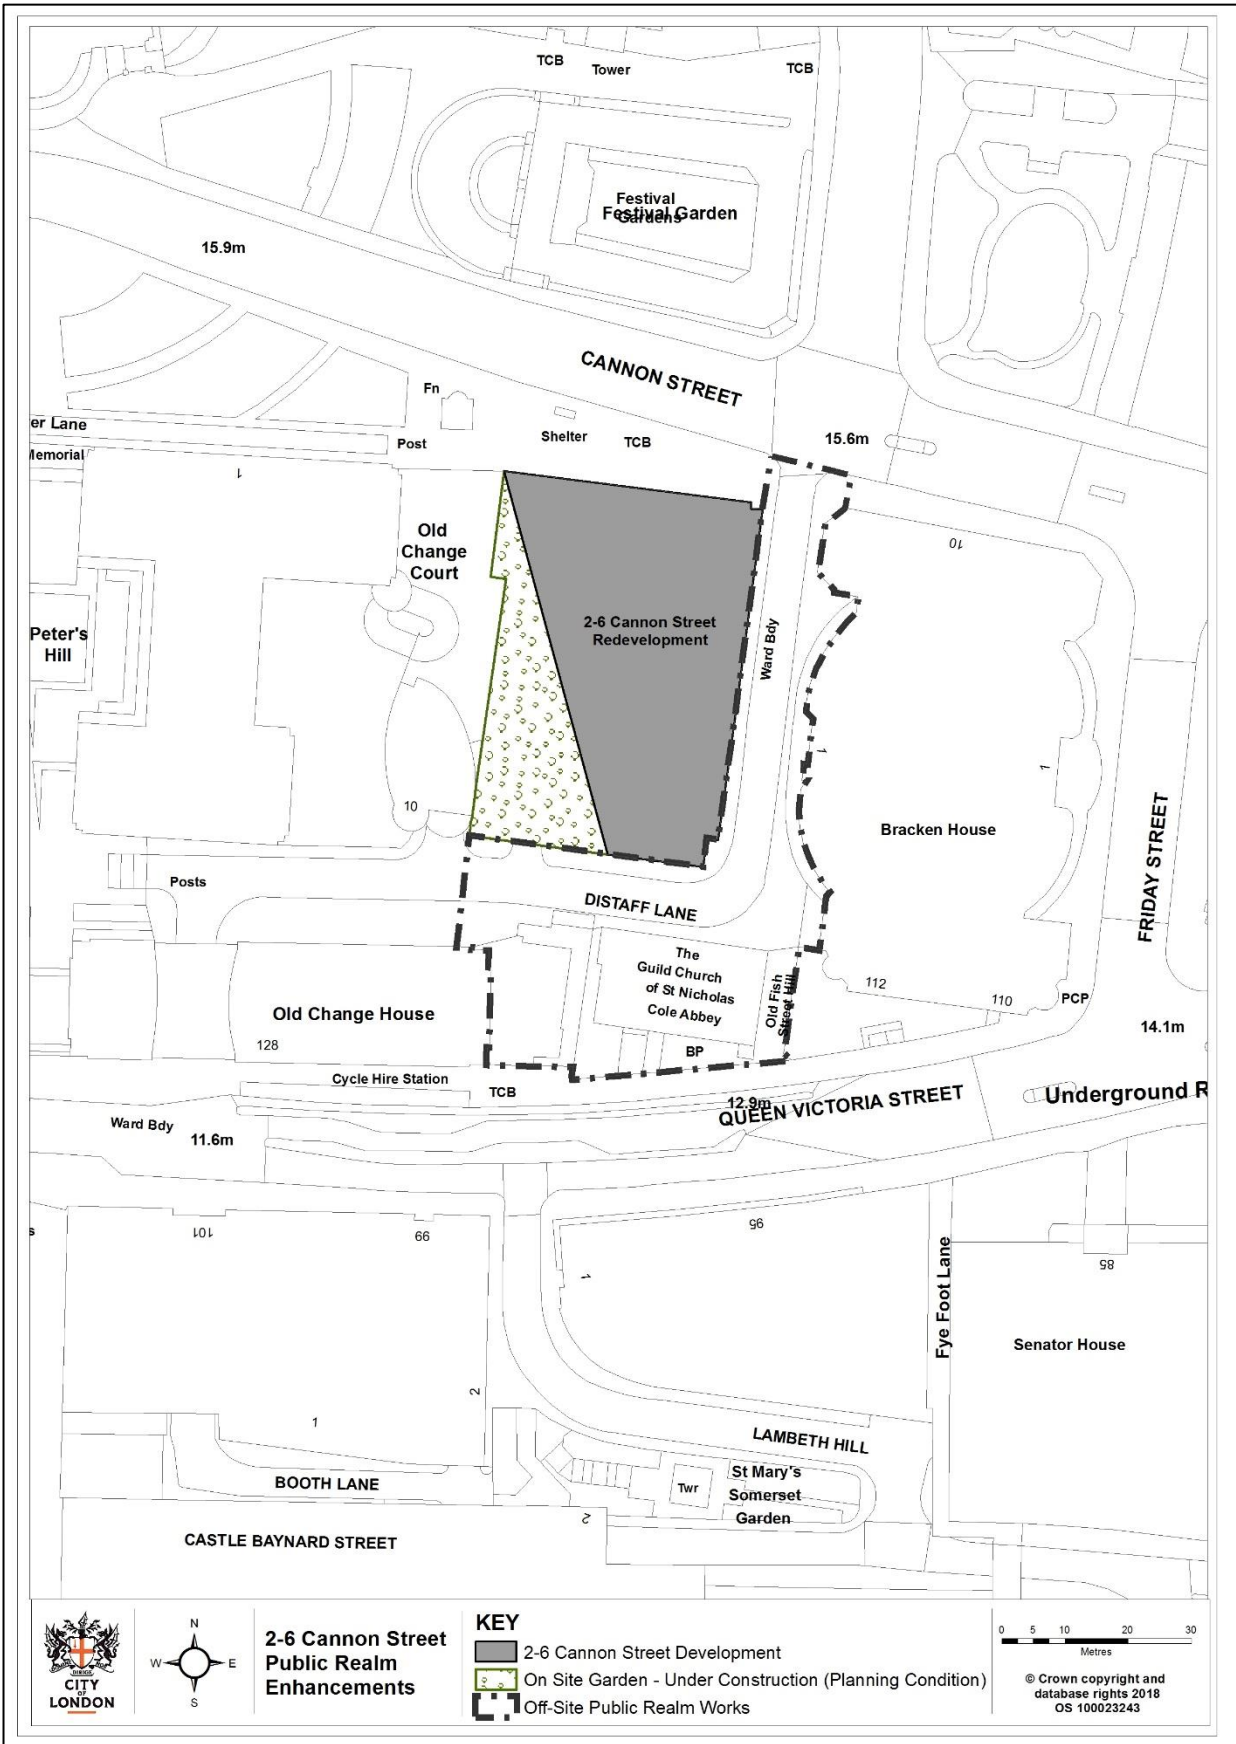 TCB
Tower
TCB
Festival
Gardens
Festival Garden
15.9m
CANNON STREET
Fn
er Lane
Post
Shelter
TCB
15.6m
Memorial
1
Old
Change
Court
10
2-6 Cannon Street
Redevelopment
Ward Bdy
Peter's
Hill
1
1
10
Bracken House
FRIDAY STREET
Posts
DISTAFF LANE
The
Guild Church
of St Nicholas
Cole Abbey
Old Fish
Street Hill
112
110
PCP
Old Change House
14.1m
128
BP
Cycle Hire Station
TCB
12.9m
QUEEN VICTORIA STREET
Underground R
Ward Bdy
11.6m
s
101
99
95
85
1
Fye Foot Lane
Senator House
2
1
LAMBETH HILL
BOOTH LANE
Twr
St Mary's
Somerset
Garden
2
CASTLE BAYNARD STREET
DOMINE DIRIGE NOS
CITY
OF
LONDON
N
W
E
S
2-6 Cannon Street
Public Realm
Enhancements
KEY
2-6 Cannon Street Development
On Site Garden - Under Construction (Planning Condition)
Off-Site Public Realm Works
0 5 10 20 30
Metres
© Crown copyright and
database rights 2018
OS 100023243